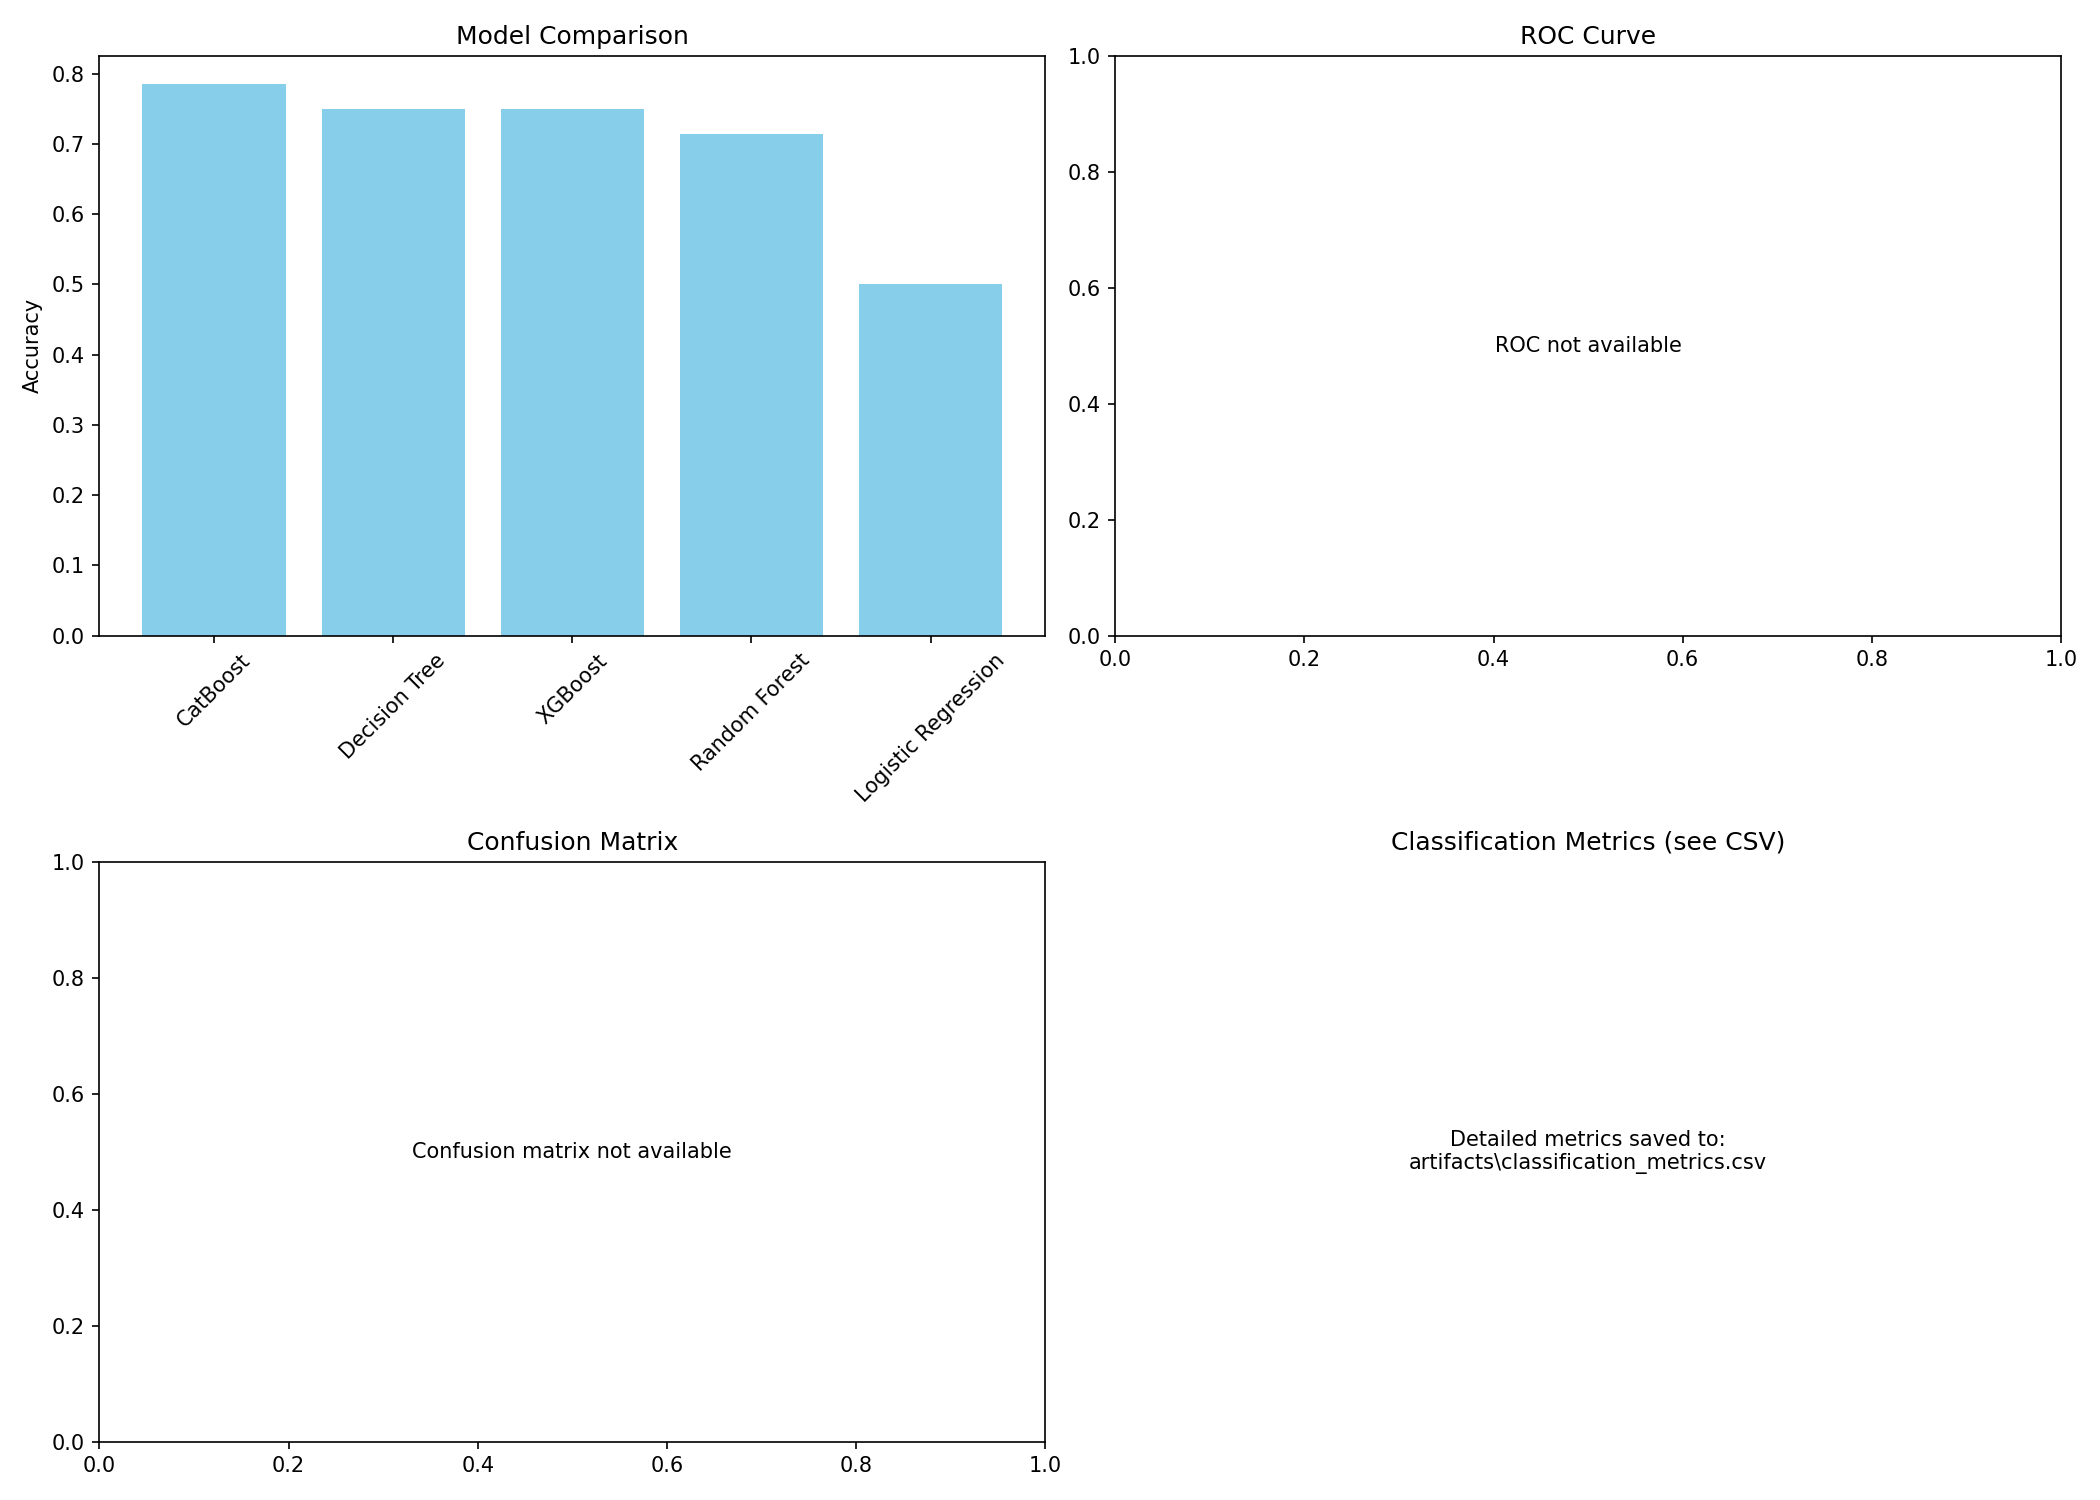 Model Comparison
Accuracy
0.8
0.7
0.6
0.5
0.4
0.3
0.2
0.1
0.0
CatBoost
Decision Tree
XGBoost
Random Forest
Logistic Regression
ROC Curve
1.0
0.8
0.6
0.4
0.2
0.0
ROC not available
0.0 0.2 0.4 0.6 0.8 1.0
Confusion Matrix
1.0
0.8
0.6
0.4
0.2
0.0
Confusion matrix not available
0.0 0.2 0.4 0.6 0.8 1.0
Classification Metrics (see CSV)
Detailed metrics saved to:
artifacts\classification_metrics.csv